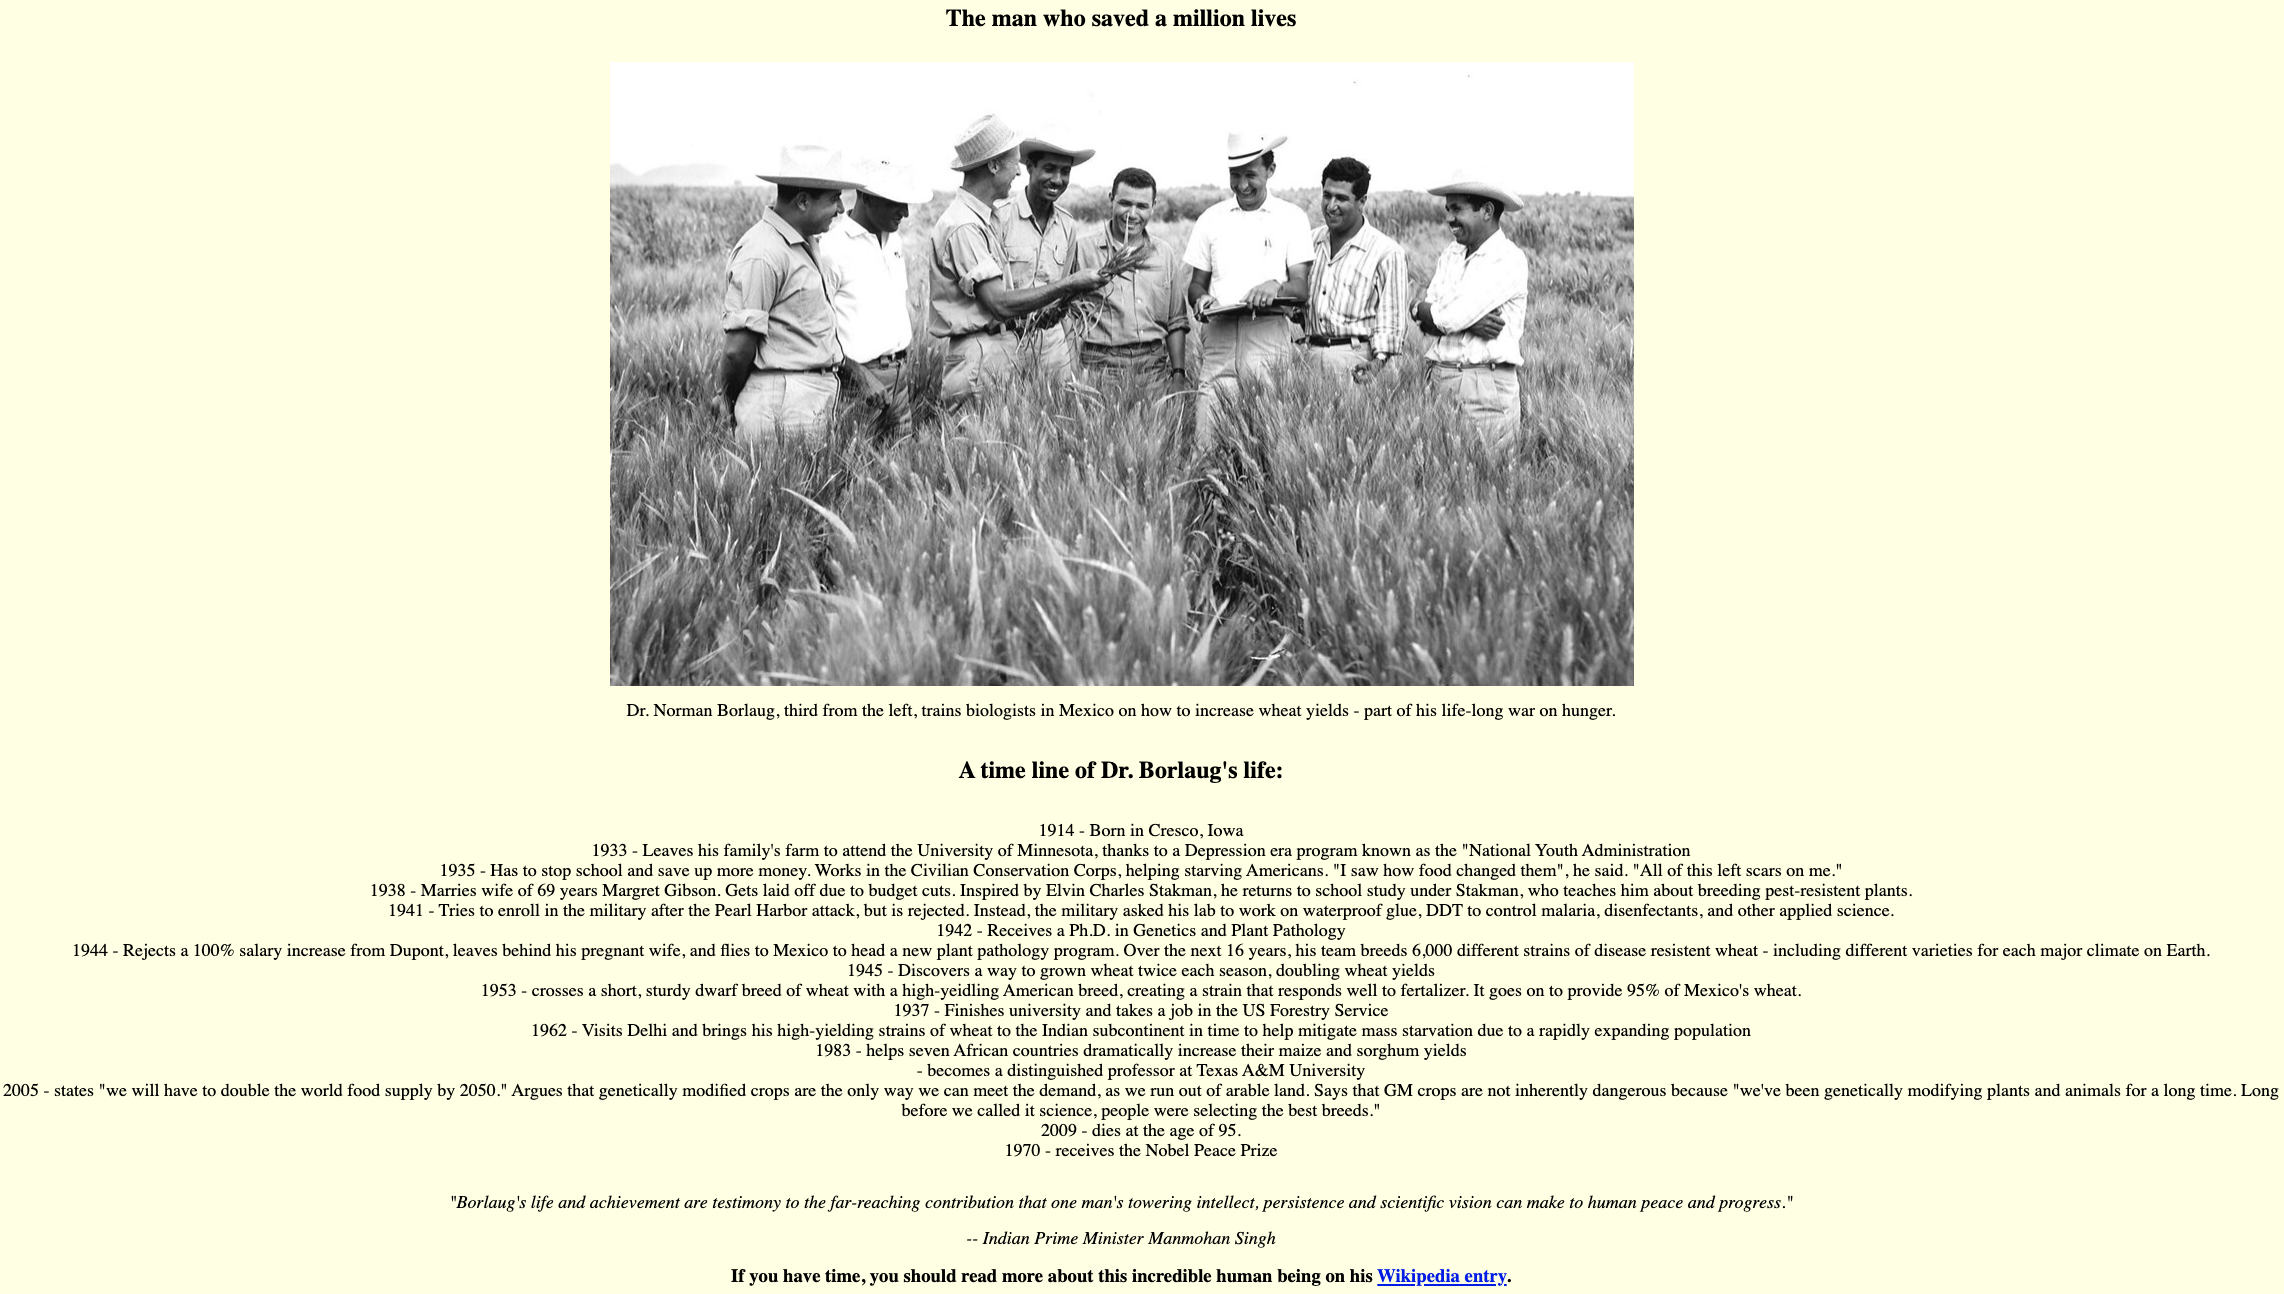 The man who saved a million lives
Dr. Norman Borlaug, third from the left, trains biologists in Mexico on how to increase wheat yields - part of his life-long war on hunger.
A time line of Dr. Borlaug's life:
1914 - Born in Cresco, Iowa
1933 - Leaves his family's farm to attend the University of Minnesota, thanks to a Depression era program known as the "National Youth Administration
1935 - Has to stop school and save up more money. Works in the Civilian Conservation Corps, helping starving Americans. "I saw how food changed them", he said. "All of this left scars on me."
1938 - Marries wife of 69 years Margret Gibson. Gets laid off due to budget cuts. Inspired by Elvin Charles Stakman, he returns to school study under Stakman, who teaches him about breeding pest-resistent plants.
1941 - Tries to enroll in the military after the Pearl Harbor attack, but is rejected. Instead, the military asked his lab to work on waterproof glue, DDT to control malaria, disenfectants, and other applied science.
1942 - Receives a Ph.D. in Genetics and Plant Pathology
1944 - Rejects a 100% salary increase from Dupont, leaves behind his pregnant wife, and flies to Mexico to head a new plant pathology program. Over the next 16 years, his team breeds 6,000 different strains of disease resistent wheat - including different varieties for each major climate on Earth.
1945 - Discovers a way to grown wheat twice each season, doubling wheat yields
1953 - crosses a short, sturdy dwarf breed of wheat with a high-yeidling American breed, creating a strain that responds well to fertalizer. It goes on to provide 95% of Mexico's wheat.
1937 - Finishes university and takes a job in the US Forestry Service
1962 - Visits Delhi and brings his high-yielding strains of wheat to the Indian subcontinent in time to help mitigate mass starvation due to a rapidly expanding population
1983 - helps seven African countries dramatically increase their maize and sorghum yields
- becomes a distinguished professor at Texas A&M University
2005 - states "we will have to double the world food supply by 2050." Argues that genetically modified crops are the only way we can meet the demand, as we run out of arable land. Says that GM crops are not inherently dangerous because "we've been genetically modifying plants and animals for a long time. Long
before we called it science, people were selecting the best breeds."
2009 - dies at the age of 95.
1970 - receives the Nobel Peace Prize
"Borlaug's life and achievement are testimony to the far-reaching contribution that one man's towering intellect, persistence and scientific vision can make to human peace and progress."
-- Indian Prime Minister Manmohan Singh
If you have time, you should read more about this incredible human being on his Wikipedia entry.